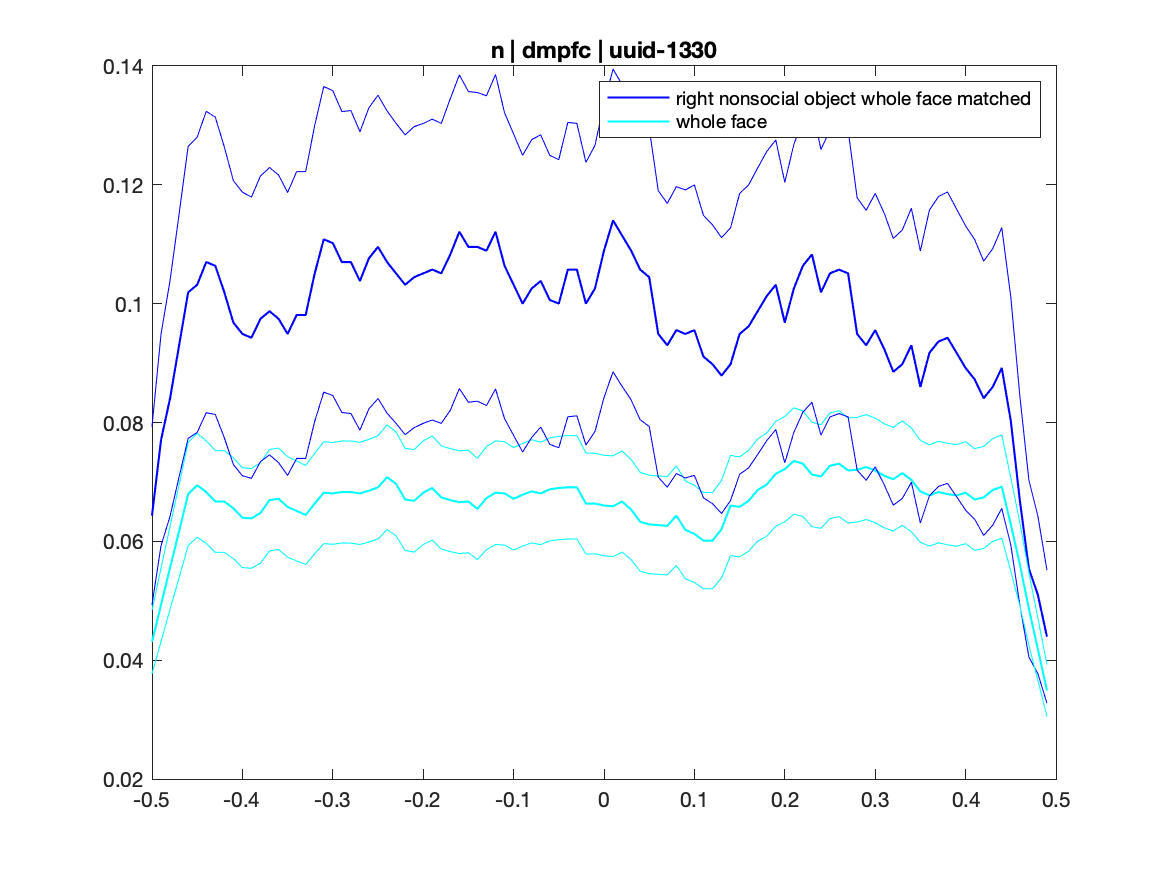 n | dmpfc | uuid-1330
right nonsocial object whole face matched
whole face
0.14
0.12
0.1
0.08
0.06
0.04
0.02
-0.5 -0.4 -0.3 -0.2 -0.1 0 0.1 0.2 0.3 0.4 0.5